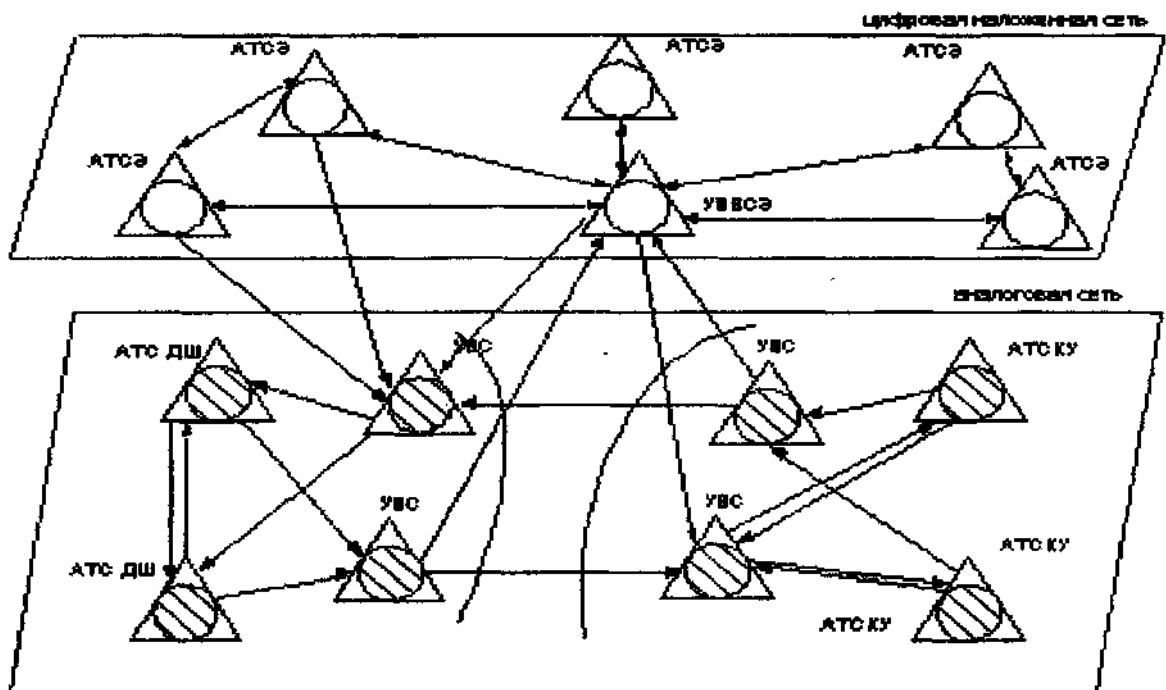 цифровая наложенная сеть
АТСЭ
АТСЭ
АТСЭ
АТСЭ
АТСЭ
УВВСЭ
аналоговая сеть
АТС ДШ
УВС
УВС
АТС КУ
УВС
УВС
АТС ДШ
АТС КУ
АТС КУ